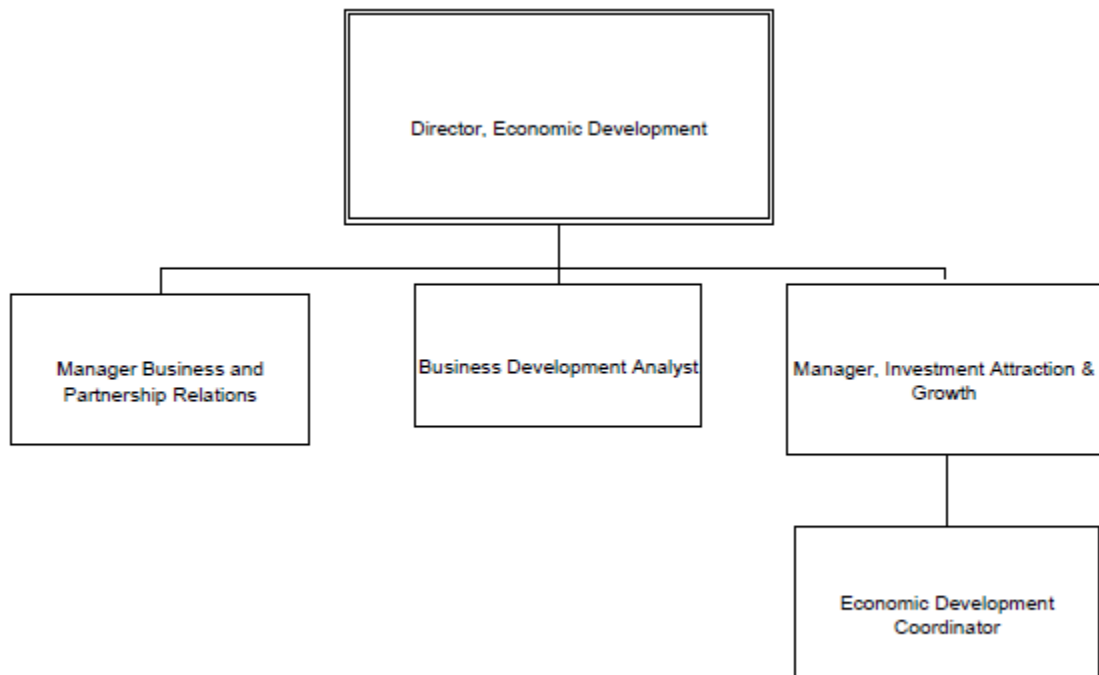 Director, Economic Development
Manager Business and
Partnership Relations
Business Development Analyst
Manager, Investment Attraction &
Growth
Economic Development
Coordinator